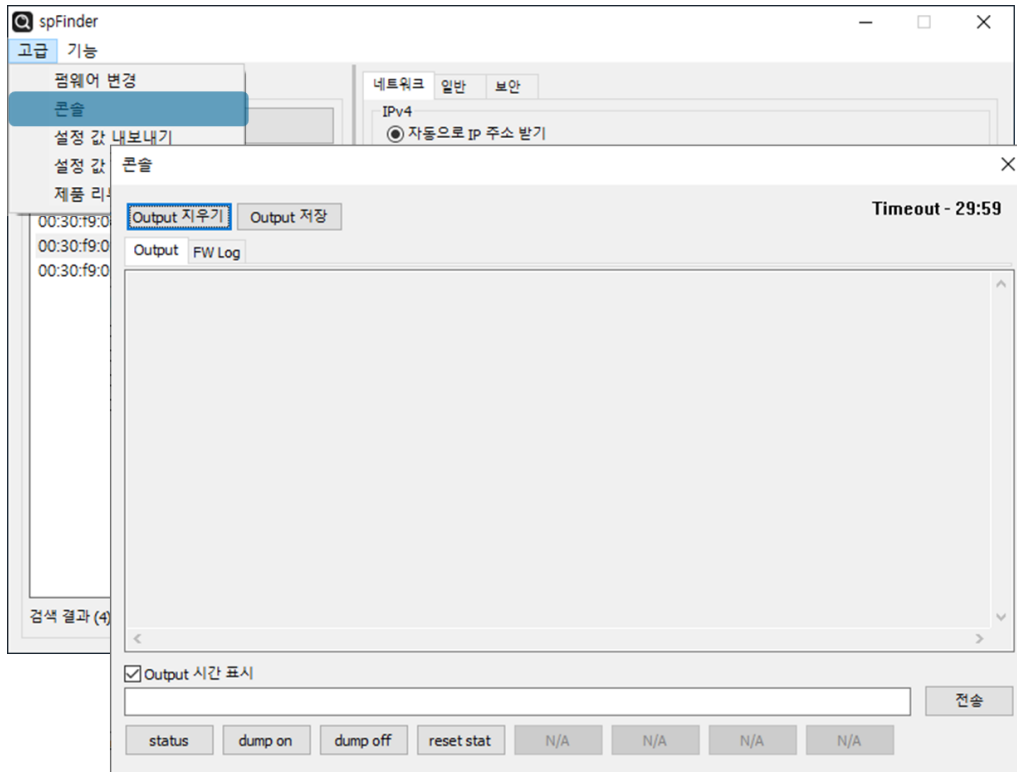 spFinder
고급 기능
펌웨어 변경
콘솔
설정 값 내보내기
설정 값
제품
네트워크 일반 보안
IPv4
자동으로 IP 주소 받기
00:30:f9:0
00:30:f9:0
00:30:f9:0
검색 결과 (4)
콘솔
Output 지우기 Output 저장
Timeout - 29:59
Output FW Log
Output 시간 표시
전송
status dump on dump off reset stat N/A N/A N/A N/A